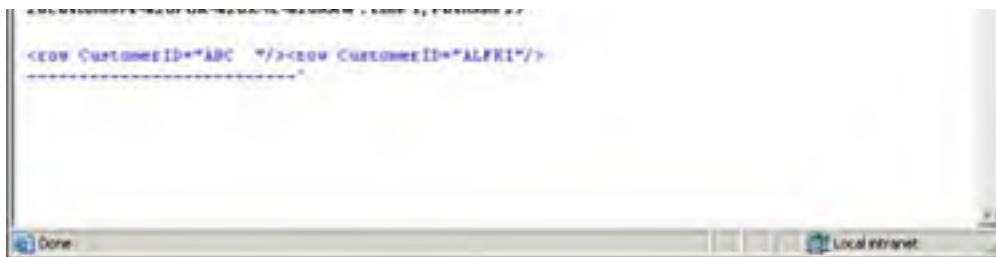 <row CustomerID="ABC  "/><row CustomerID="ALFKI"/>
---------------------------^
Done
Local intranet